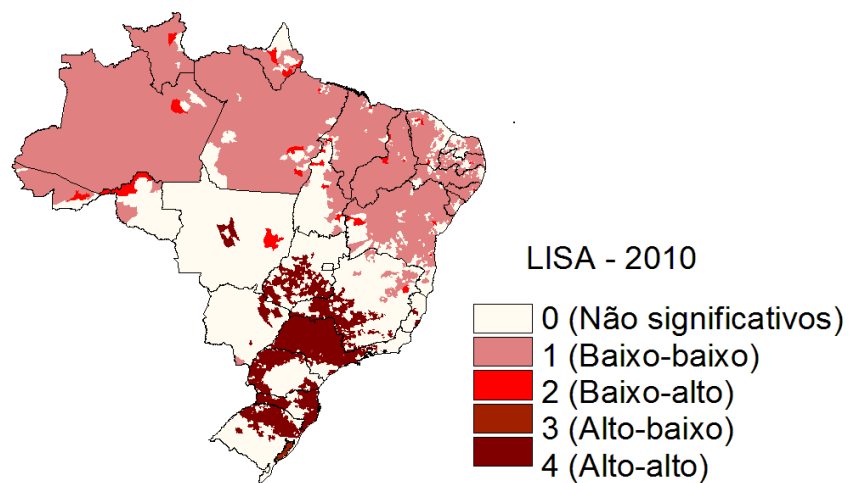 LISA - 2010
0 (Não significativos)
1 (Baixo-baixo)
2 (Baixo-alto)
3 (Alto-baixo)
4 (Alto-alto)